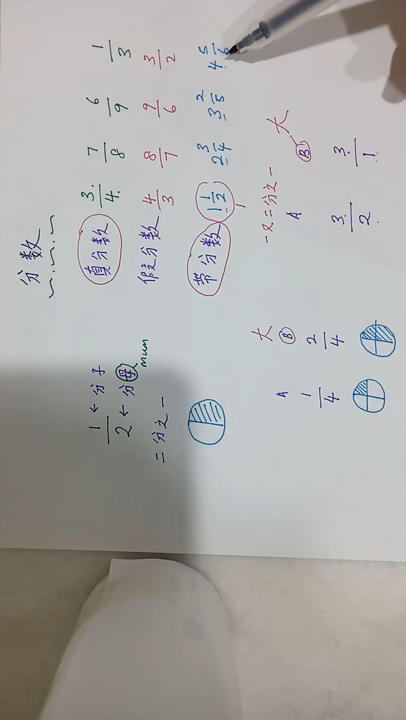 分数
1/2 ←分子 ←分母 mum
二分之一
真分数 3/4 7/8 6/9 1/3
假分数 4/3 8/7 9/6 3/2
带分数 1 1/2 2 3/4 3 2/5 4 5/6
一又二分之一
大
A B
1/4 2/4
大
A B
3/2 3/1